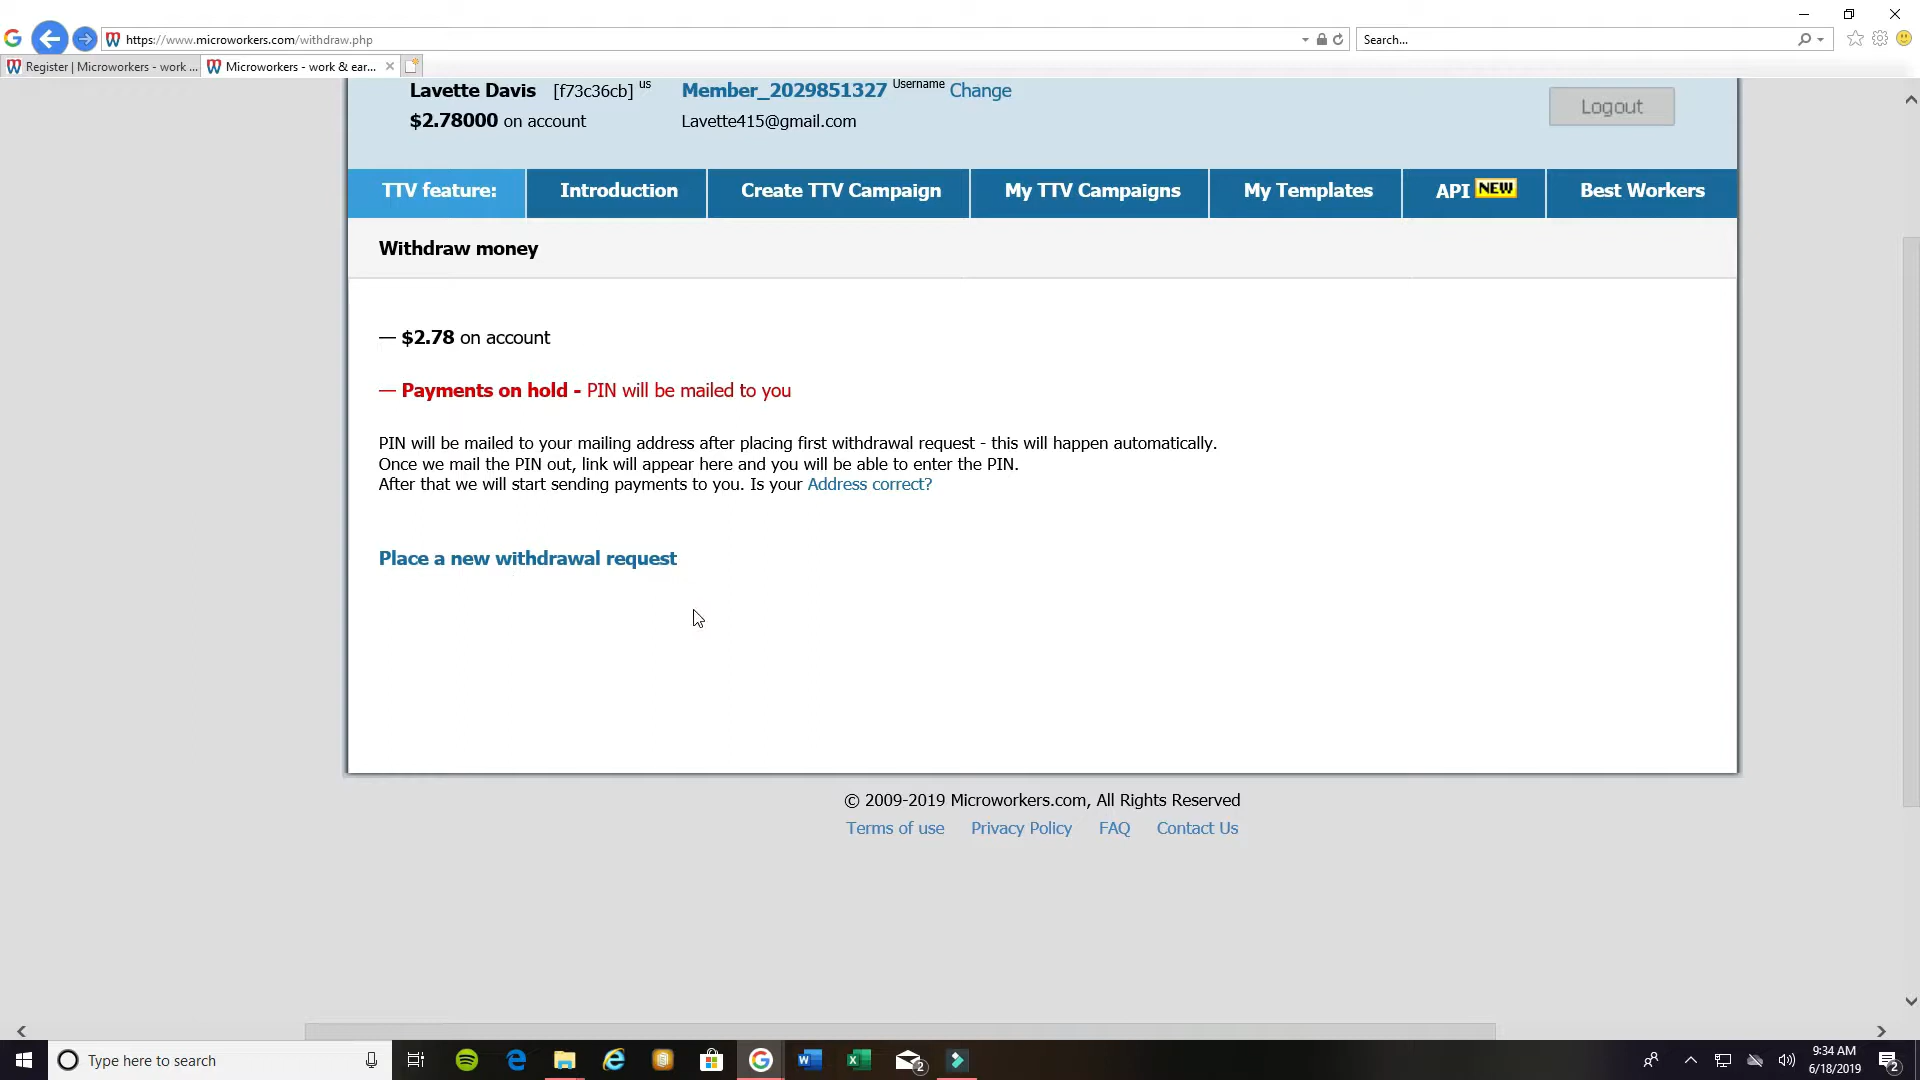 https://www.microworkers.com/withdraw.php
Search...
Register | Microworkers - work ...
Microworkers - work & ear...
Lavette Davis [f73c36cb] us Member_2029851327 Username Change
$2.78000 on account Lavette415@gmail.com
Logout
TTV feature: Introduction Create TTV Campaign My TTV Campaigns My Templates API NEW Best Workers
Withdraw money
— $2.78 on account
— Payments on hold - PIN will be mailed to you
PIN will be mailed to your mailing address after placing first withdrawal request - this will happen automatically.
Once we mail the PIN out, link will appear here and you will be able to enter the PIN.
After that we will start sending payments to you. Is your Address correct?
Place a new withdrawal request
© 2009-2019 Microworkers.com, All Rights Reserved
Terms of use Privacy Policy FAQ Contact Us
Type here to search
2
9:34 AM
6/18/2019
2